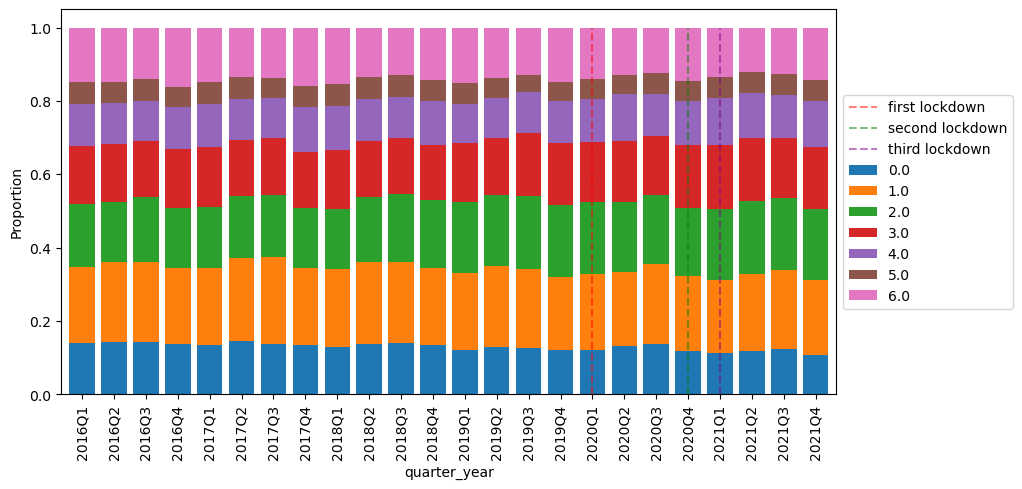 1.0
0.8
0.6
0.4
0.2
0.0
Proportion
2016Q1
2016Q2
2016Q3
2016Q4
2017Q1
2017Q2
2017Q3
2017Q4
2018Q1
2018Q2
2018Q3
2018Q4
2019Q1
2019Q2
2019Q3
2019Q4
2020Q1
2020Q2
2020Q3
2020Q4
2021Q1
2021Q2
2021Q3
2021Q4
quarter_year
first lockdown
second lockdown
third lockdown
0.0
1.0
2.0
3.0
4.0
5.0
6.0